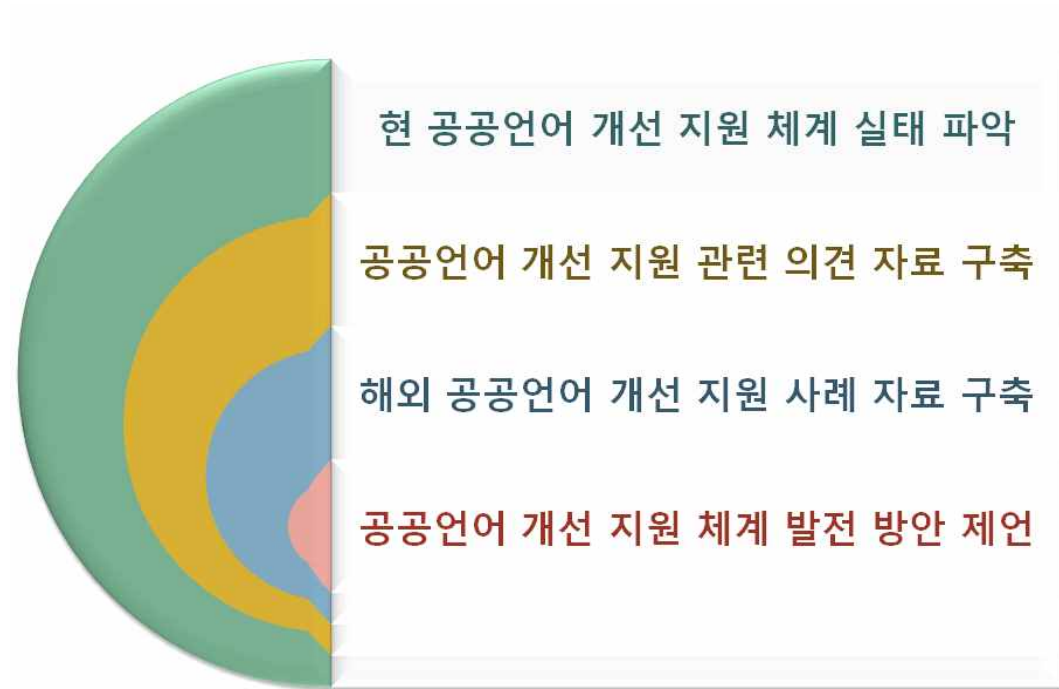 현 공공언어 개선 지원 체계 실태 파악
공공언어 개선 지원 관련 의견 자료 구축
해외 공공언어 개선 지원 사례 자료 구축
공공언어 개선 지원 체계 발전 방안 제언